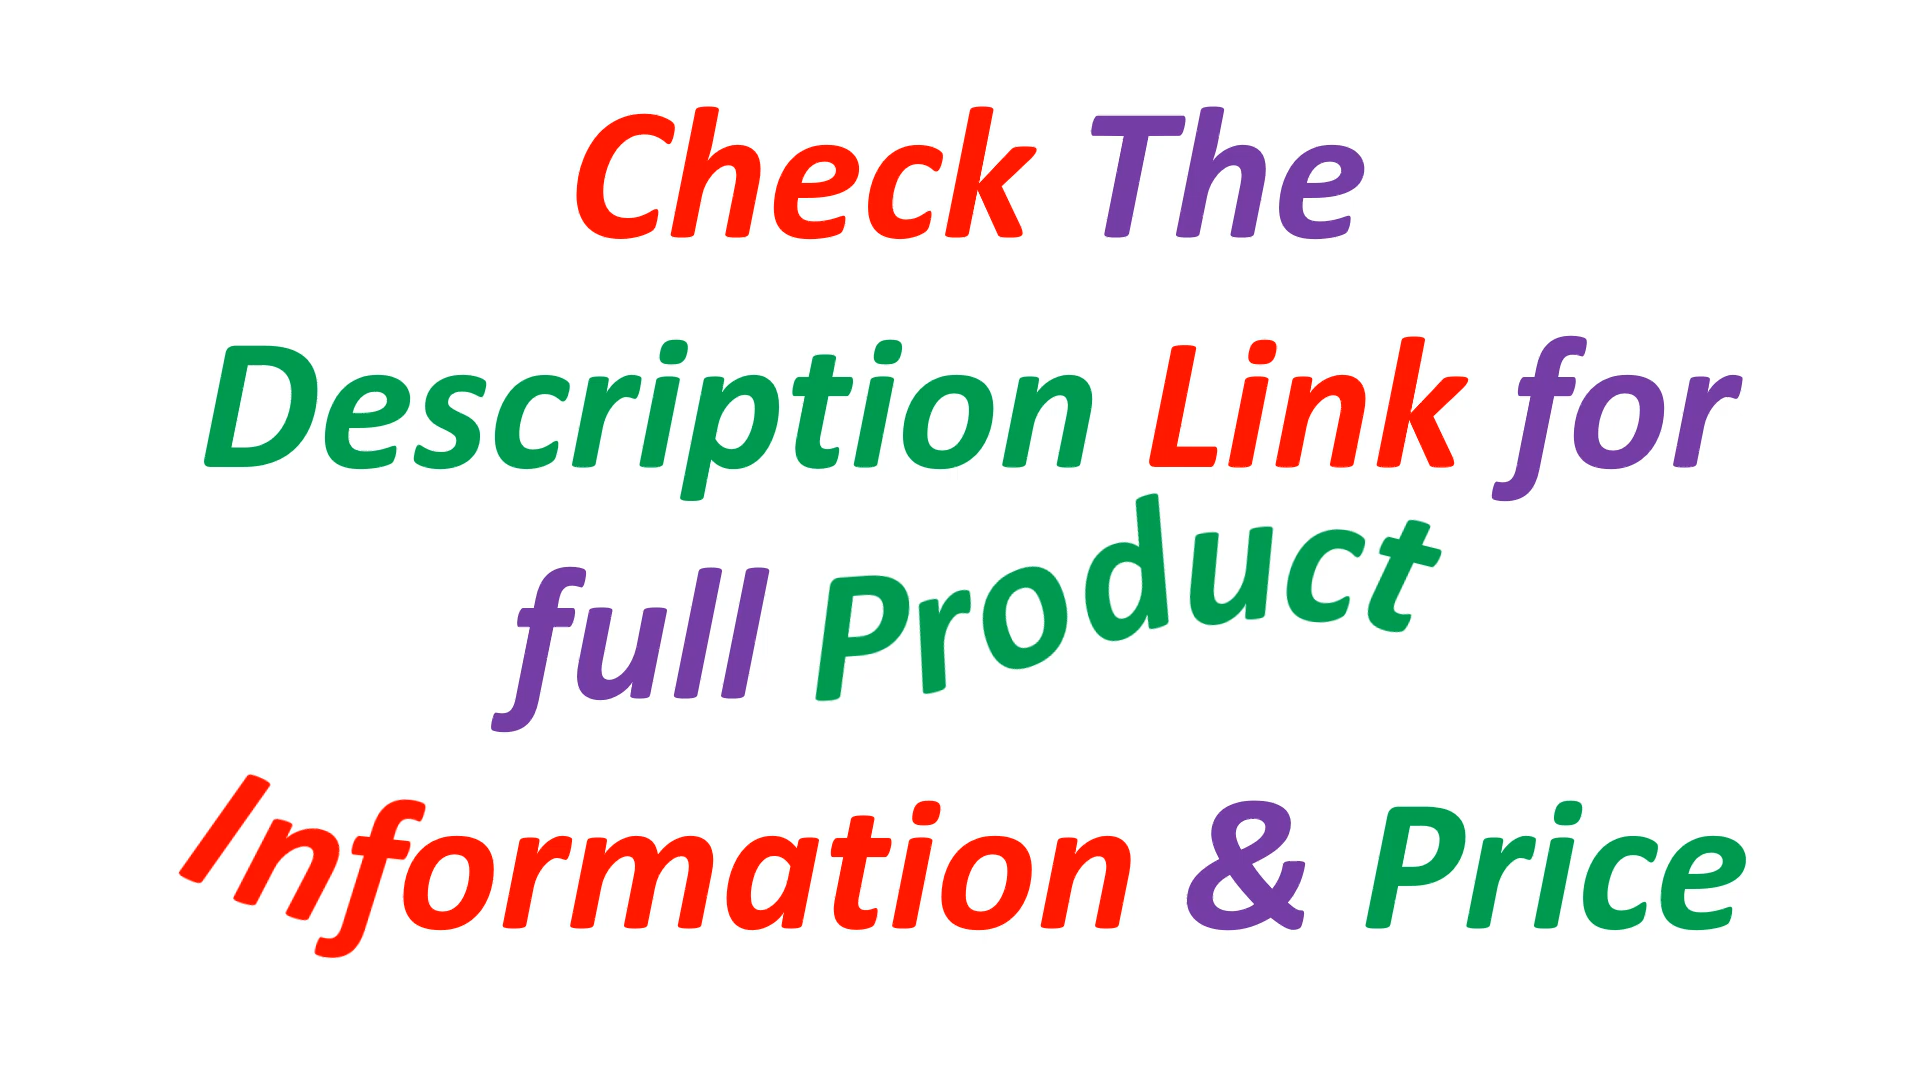 Check The
Description Link for
full Product
Information & Price